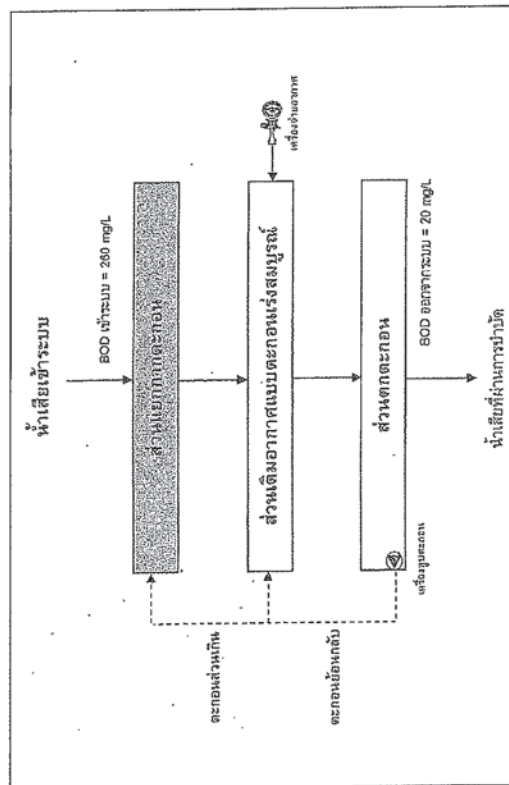 น้ำเสียเข้าระบบ
BOD เข้าระบบ = 260 mg/L
ส่วนแยกกากตะกอน
ส่วนเติมอากาศแบบตะกอนเร่งสมบูรณ์
เครื่องจ่ายอากาศ
ส่วนตกตะกอน
เครื่องสูบตะกอน
ตะกอนส่วนเกิน
ตะกอนย้อนกลับ
BOD ออกจากระบบ = 20 mg/L
น้ำเสียที่ผ่านการบำบัด